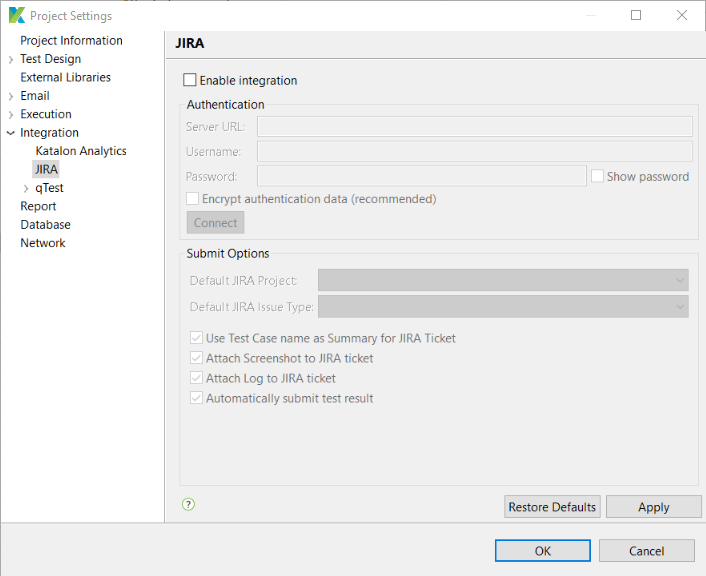 Project Settings
Project Information
Test Design
External Libraries
Email
Execution
Integration
Katalon Analytics
JIRA
qTest
Report
Database
Network
JIRA
Enable integration
Authentication
Server URL:
Username:
Password:
Show password
Encrypt authentication data (recommended)
Connect
Submit Options
Default JIRA Project:
Default JIRA Issue Type:
Use Test Case name as Summary for JIRA Ticket
Attach Screenshot to JIRA ticket
Attach Log to JIRA ticket
Automatically submit test result
?
Restore Defaults Apply
OK Cancel